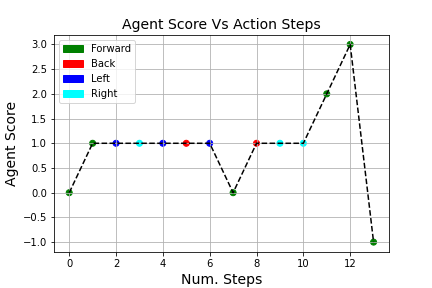 Agent Score Vs Action Steps
Agent Score
3.0
2.5
2.0
1.5
1.0
0.5
0.0
−0.5
−1.0
Forward
Back
Left
Right
0 2 4 6 8 10 12
Num. Steps